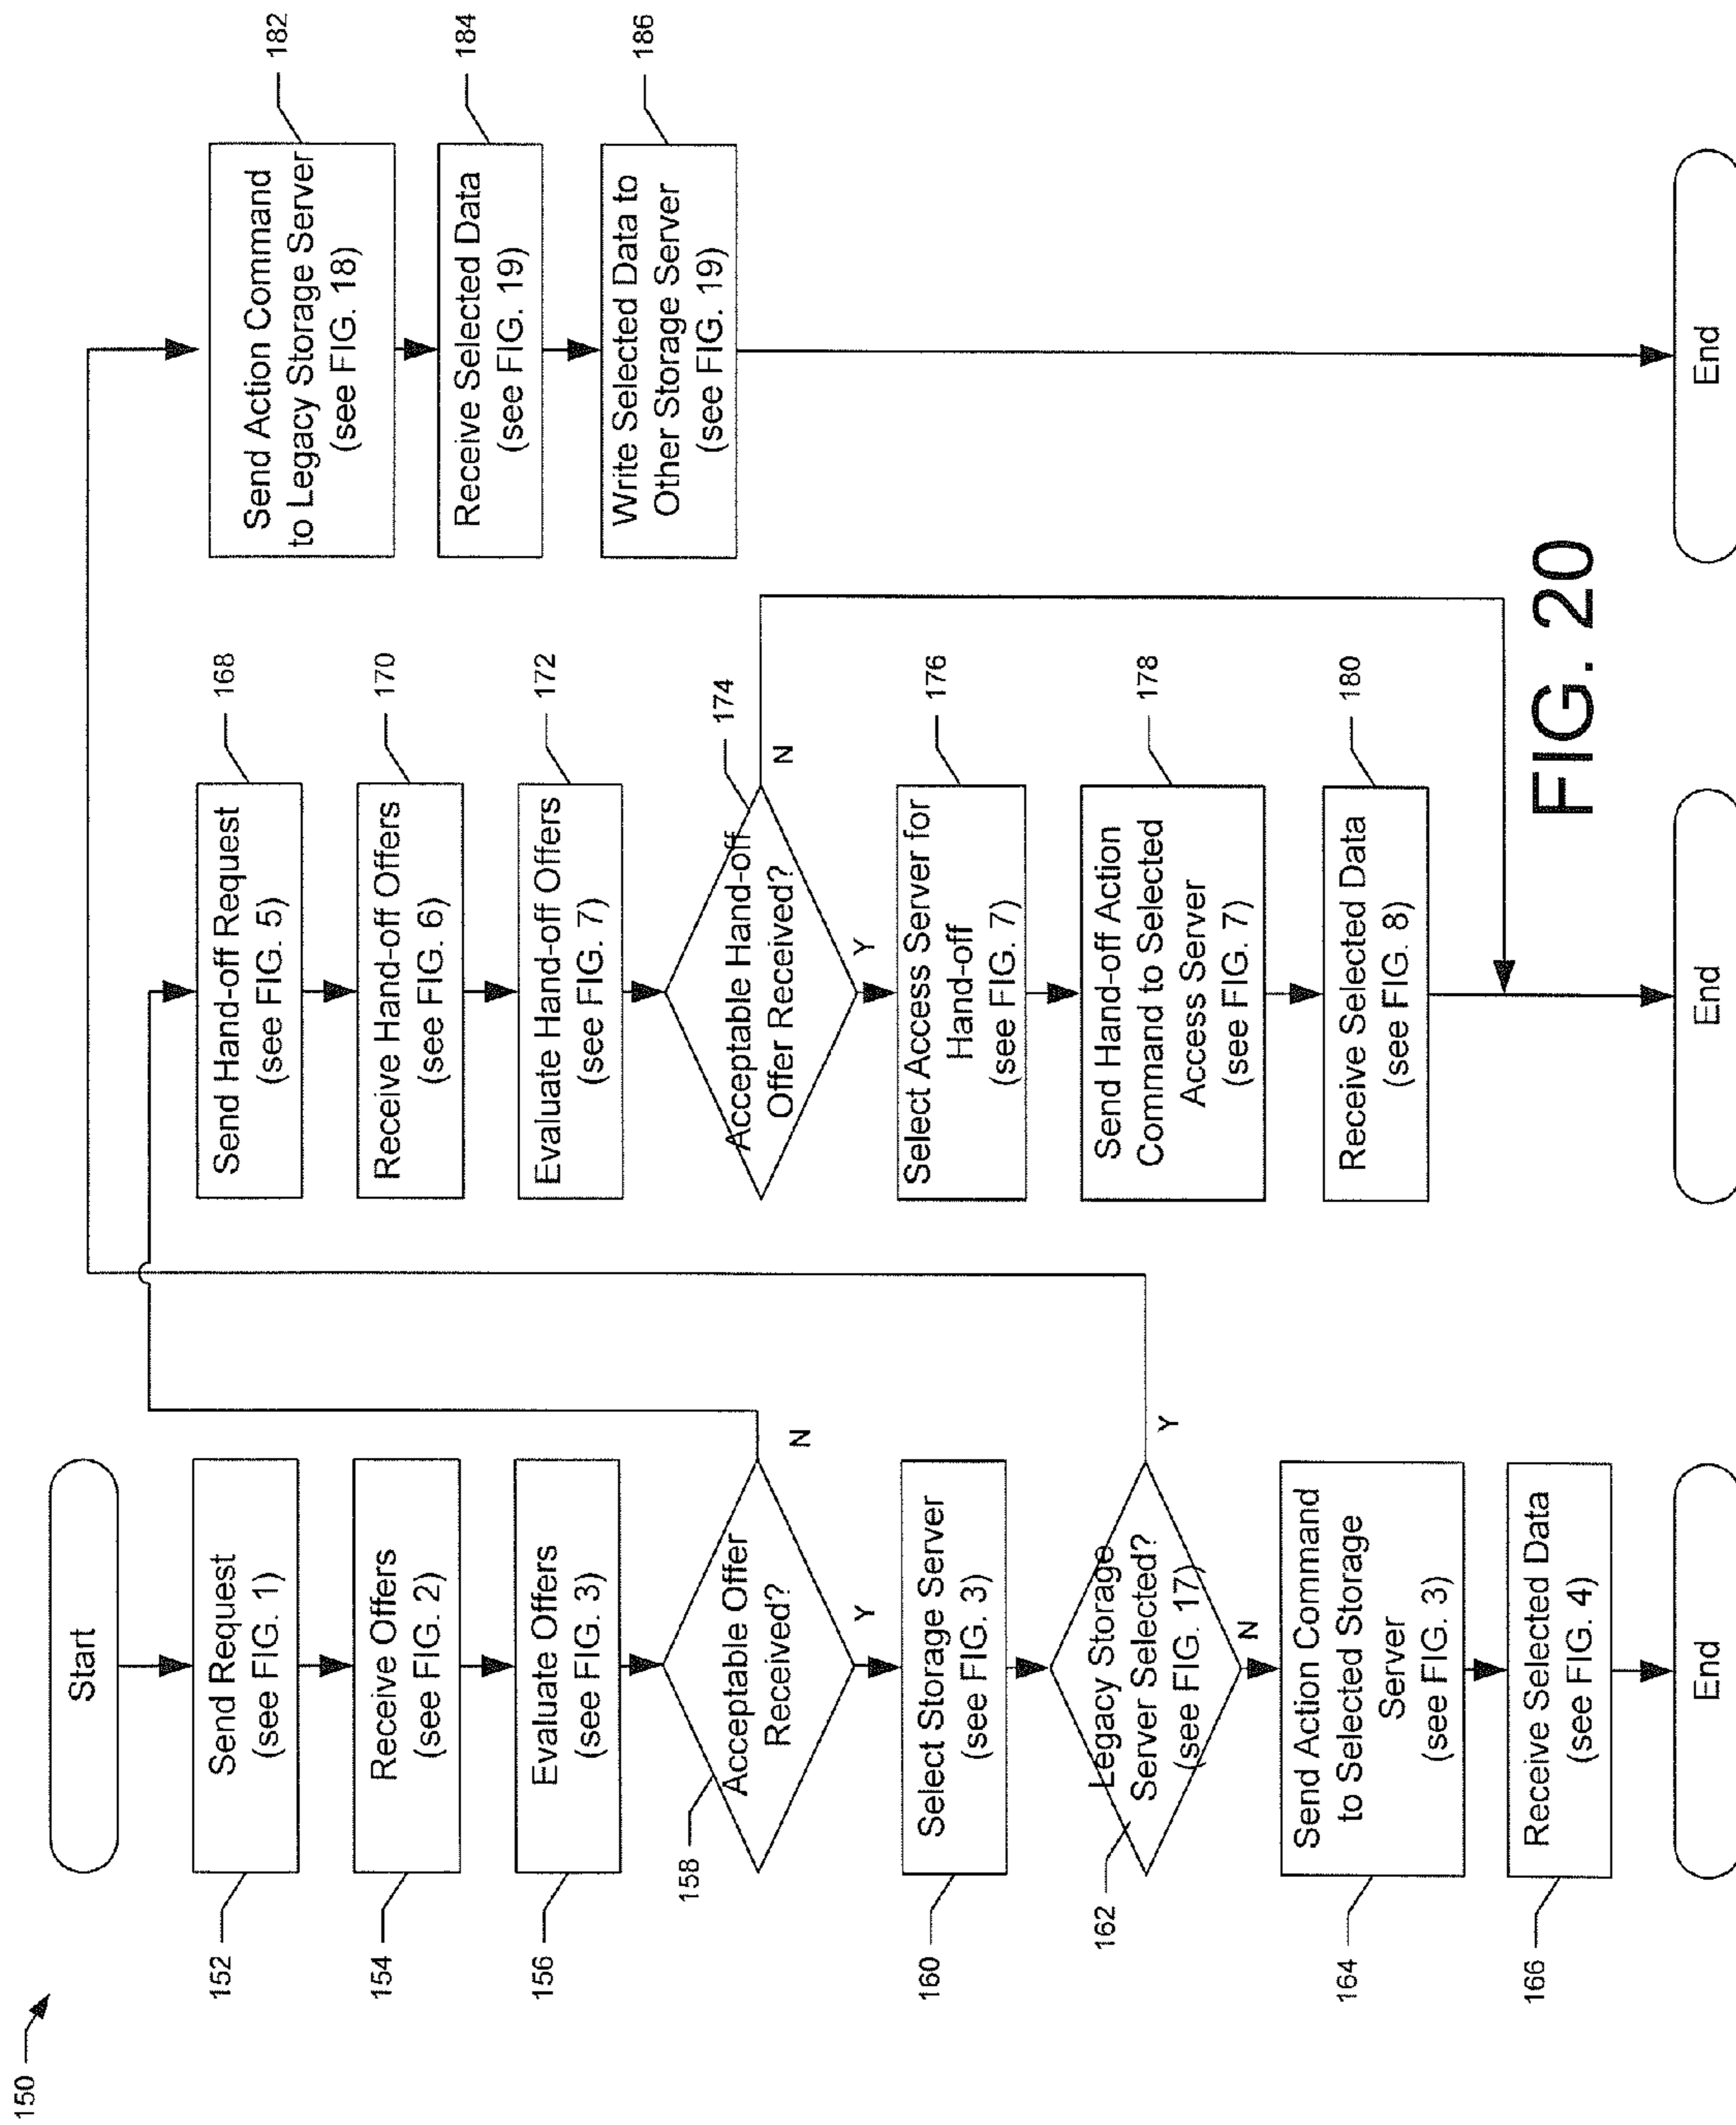 150
Start
152
Send Request
(see FIG. 1)
154
Receive Offers
(see FIG. 2)
156
Evaluate Offers
(see FIG. 3)
158
Acceptable Offer
Received?
N
Y
160
Select Storage Server
(see FIG. 3)
162
Legacy Storage
Server Selected?
(see FIG. 17)
Y
N
164
Send Action Command
to Selected Storage
Server
(see FIG. 3)
166
Receive Selected Data
(see FIG. 4)
End
168
Send Hand-off Request
(see FIG. 5)
170
Receive Hand-off Offers
(see FIG. 6)
172
Evaluate Hand-off Offers
(see FIG. 7)
174
Acceptable Hand-off
Offer Received?
N
Y
176
Select Access Server for
Hand-off
(see FIG. 7)
178
Send Hand-off Action
Command to Selected
Access Server
(see FIG. 7)
180
Receive Selected Data
(see FIG. 8)
End
182
Send Action Command
to Legacy Storage Server
(see FIG. 18)
184
Receive Selected Data
(see FIG. 19)
186
Write Selected Data to
Other Storage Server
(see FIG. 19)
End
FIG. 20